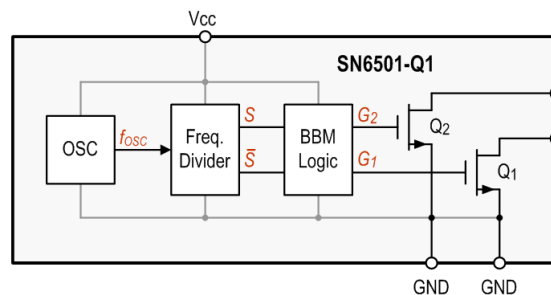 Vcc
SN6501-Q1
OSC
fOSC
Freq.
Divider
S
S̅
BBM
Logic
G2
G1
Q2
Q1
GND
GND